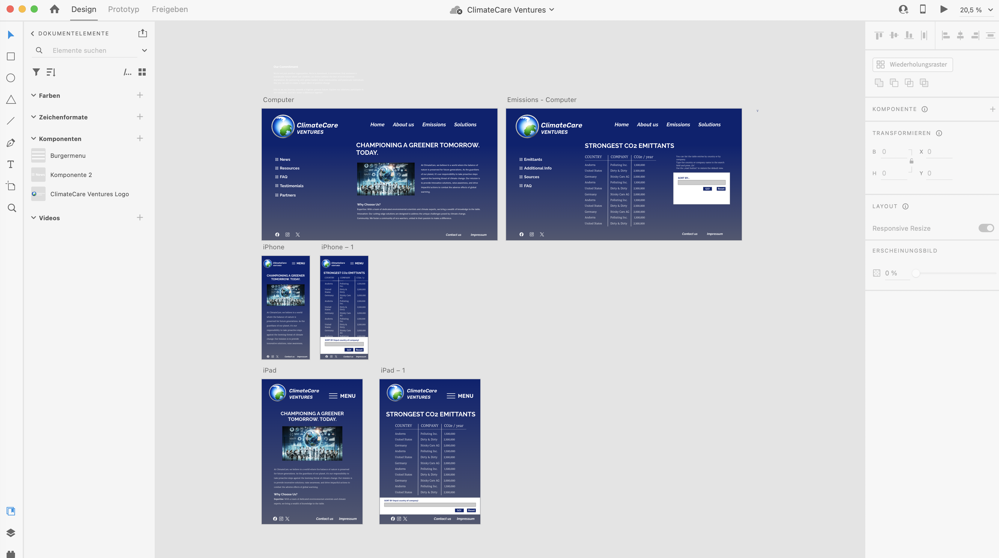 Design
Prototyp
Freigeben
ClimateCare Ventures
20,5 %
DOKUMENTELEMENTE
Elemente suchen
/...
Farben
Zeichenformate
Komponenten
Burgermenu
News
Komponente 2
ClimateCare Ventures Logo
Videos
Our Commitment
Computer
ClimateCare
VENTURES
Home About us Emissions Solutions
CHAMPIONING A GREENER TOMORROW.
TODAY.
News
Resources
FAQ
Testimonials
Partners
At ClimateCare, we believe in a world where the balance of
nature is preserved for future generations. As the guardians
of our planet, it's our responsibility to take proactive steps
against the looming threat of climate change. Our mission is
to provide innovative solutions, raise awareness, and drive
impactful actions to combat the adverse effects of global
warming.
Why Choose Us?
Expertise: With a team of dedicated environmental scientists and climate experts, we bring a wealth of knowledge to the table.
Innovation: Our cutting-edge solutions are designed to address the unique challenges posed by climate change.
Community: We foster a community of eco-warriors, united in their passion to make a difference.
Contact us Impressum
Emissions - Computer
ClimateCare
VENTURES
Home About us Emissions Solutions
STRONGEST CO2 EMITTANTS
Emittants
Additional Info
Sources
FAQ
COUNTRY COMPANY CO2e / year
Andorra Polluting Inc. 1,500,000
United States Dirty & Dirty 2,500,000
Germany Stinky Cars AG 2,000,000
Andorra Polluting Inc. 1,500,000
United States Dirty & Dirty 2,500,000
Germany Stinky Cars AG 2,000,000
Andorra Polluting Inc. 1,500,000
United States Dirty & Dirty 2,500,000
Germany Stinky Cars AG 2,000,000
Andorra Polluting Inc. 1,500,000
United States Dirty & Dirty 2,500,000
You can list the table entries by country or by
company.
Type the country or company name in the search
field and press „Go".
Use the „reset button" to restore the default view.
SORT BY...
GO! Reset
Contact us Impressum
v
iPhone
ClimateCare
VENTURES
MENU
CHAMPIONING A GREENER
TOMORROW. TODAY.
At ClimateCare, we believe in a world
where the balance of nature is
preserved for future generations. As the
guardians of our planet, it's our
responsibility to take proactive steps
against the looming threat of climate
change. Our mission is to provide
innovative solutions, raise awareness,
Contact us Impressum
iPhone – 1
ClimateCare
VENTURES
MENU
STRONGEST CO2 EMITTANTS
COUNTRY COMPANY CO2e / y
Andorra Polluting Inc. 1,500,000
United States Dirty & Dirty 2,500,000
Germany Stinky Cars AG 2,000,000
Andorra Polluting Inc. 1,500,000
United States Dirty & Dirty 2,500,000
Germany Stinky Cars AG 2,000,000
Andorra Polluting Inc. 1,500,000
United States Dirty & Dirty 2,500,000
Germany Stinky Cars AG 2,000,000
Andorra Polluting 1,500,000
SORT BY (Input country of company)
GO! Reset
Contact us Impressum
iPad
ClimateCare
VENTURES
MENU
CHAMPIONING A GREENER
TOMORROW. TODAY.
At ClimateCare, we believe in a world where the balance of nature is preserved
for future generations. As the guardians of our planet, it's our responsibility to
take proactive steps against the looming threat of climate change. Our mission is
to provide innovative solutions, raise awareness, and drive impactful actions to
combat the adverse effects of global warming.
Why Choose Us?
Expertise: With a team of dedicated environmental scientists and climate
experts, we bring a wealth of knowledge to the table.
Contact us Impressum
iPad – 1
ClimateCare
VENTURES
MENU
STRONGEST CO2 EMITTANTS
COUNTRY COMPANY CO2e / year
Andorra Polluting Inc. 1,500,000
United States Dirty & Dirty 2,500,000
Germany Stinky Cars AG 2,000,000
Andorra Polluting Inc. 1,500,000
United States Dirty & Dirty 2,500,000
Germany Stinky Cars AG 2,000,000
Andorra Polluting Inc. 1,500,000
United States Dirty & Dirty 2,500,000
Germany Stinky Cars AG 2,000,000
Andorra Polluting Inc. 1,500,000
United States Dirty & Dirty 2,500,000
SORT BY (Input country of company)
GO! Reset
Contact us Impressum
Wiederholungsraster
KOMPONENTE
TRANSFORMIEREN
B 0 X 0
H 0 Y 0
LAYOUT
Responsive Resize
ERSCHEINUNGSBILD
0 %